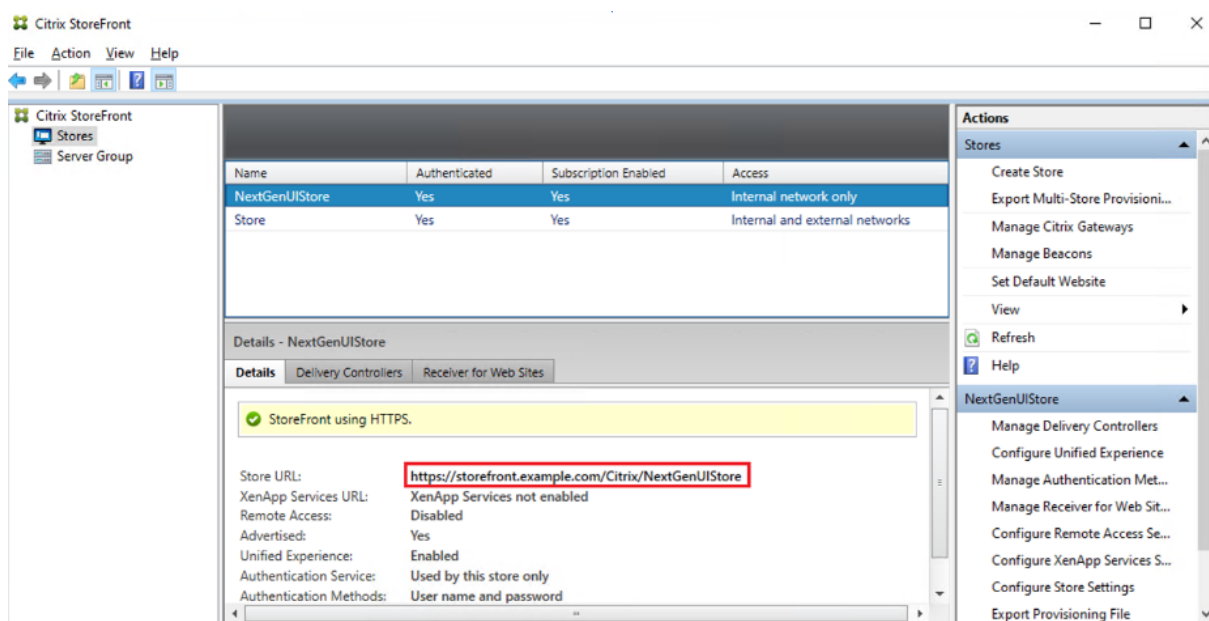 Citrix StoreFront
File Action View Help
Citrix StoreFront
Stores
Server Group
Name Authenticated Subscription Enabled Access
NextGenUIStore Yes Yes Internal network only
Store Yes Yes Internal and external networks
Details - NextGenUIStore
Details Delivery Controllers Receiver for Web Sites
StoreFront using HTTPS.
Store URL: https://storefront.example.com/Citrix/NextGenUIStore
XenApp Services URL: XenApp Services not enabled
Remote Access: Disabled
Advertised: Yes
Unified Experience: Enabled
Authentication Service: Used by this store only
Authentication Methods: User name and password
Actions
Stores
Create Store
Export Multi-Store Provisioni...
Manage Citrix Gateways
Manage Beacons
Set Default Website
View
Refresh
Help
NextGenUIStore
Manage Delivery Controllers
Configure Unified Experience
Manage Authentication Met...
Manage Receiver for Web Sit...
Configure Remote Access Se...
Configure XenApp Services S...
Configure Store Settings
Export Provisioning File